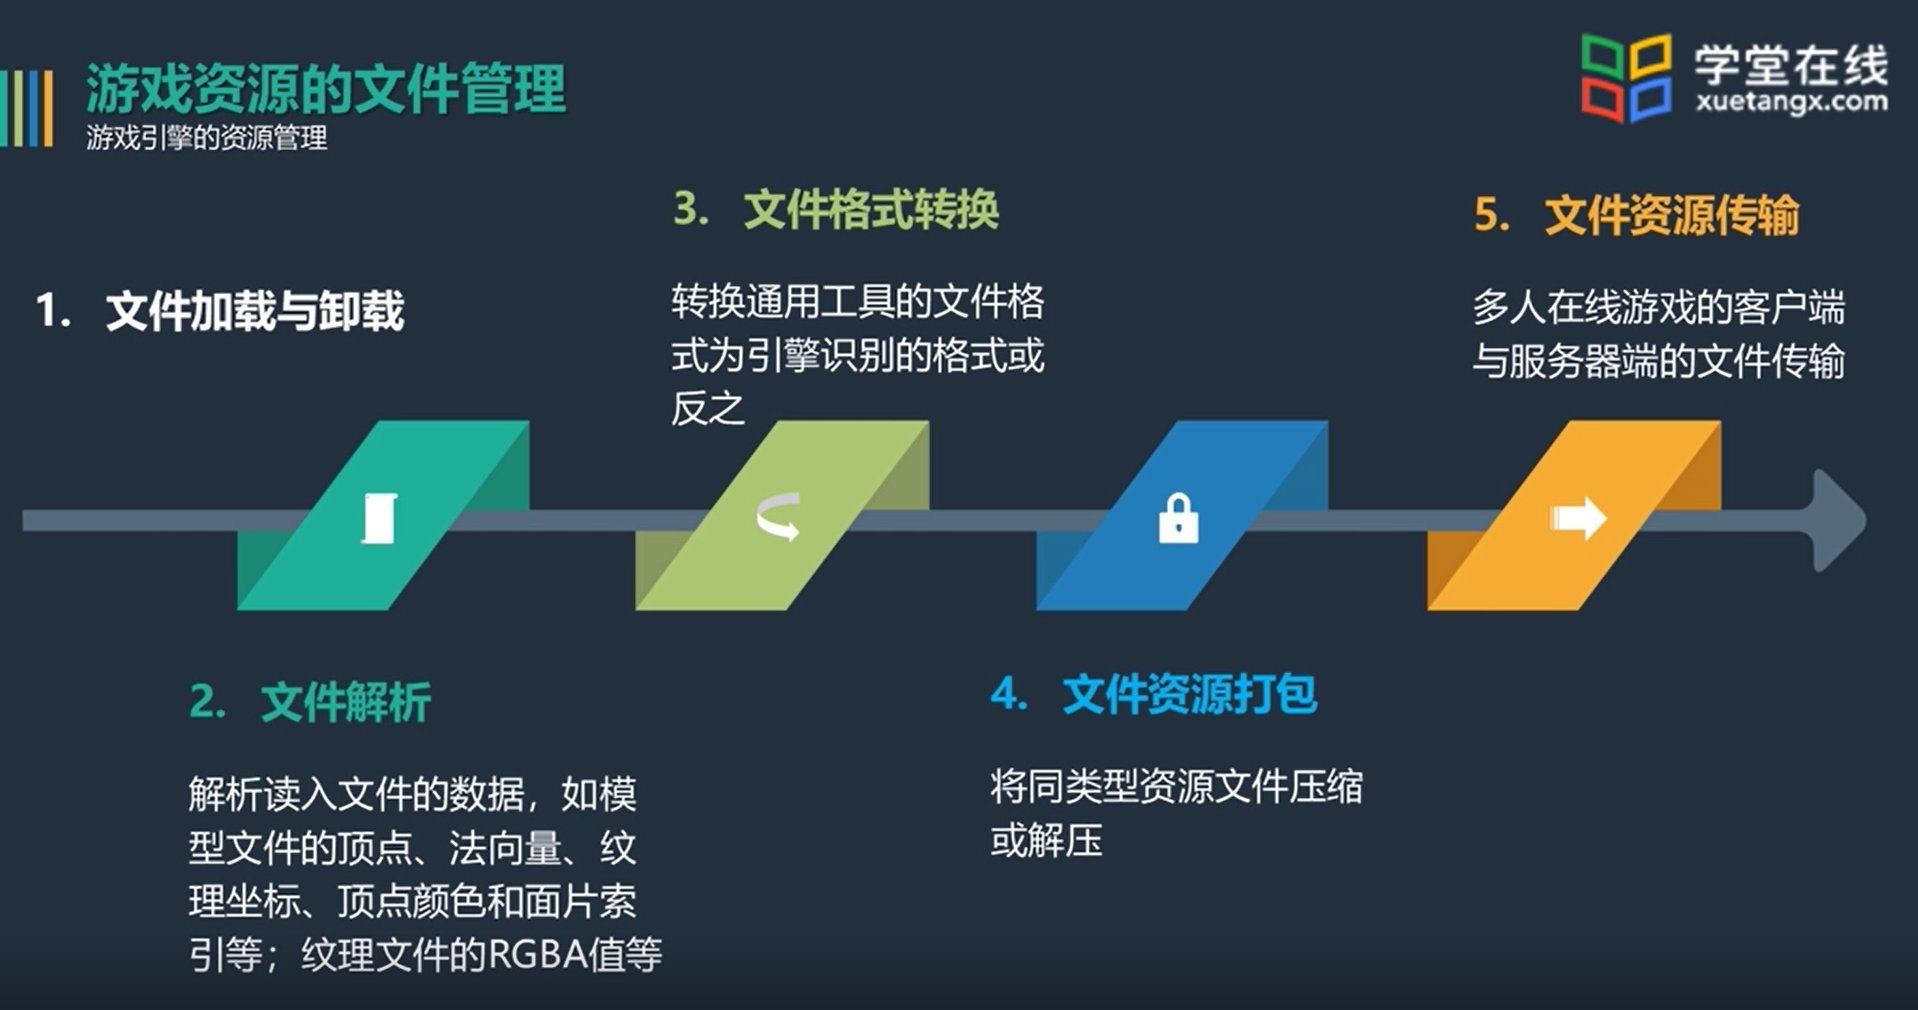 游戏资源的文件管理
游戏引擎的资源管理
学堂在线
xuetangx.com
1. 文件加载与卸载
2. 文件解析
解析读入文件的数据，如模
型文件的顶点、法向量、纹
理坐标、顶点颜色和面片索
引等；纹理文件的RGBA值等
3. 文件格式转换
转换通用工具的文件格
式为引擎识别的格式或
反之
4. 文件资源打包
将同类型资源文件压缩
或解压
5. 文件资源传输
多人在线游戏的客户端
与服务器端的文件传输